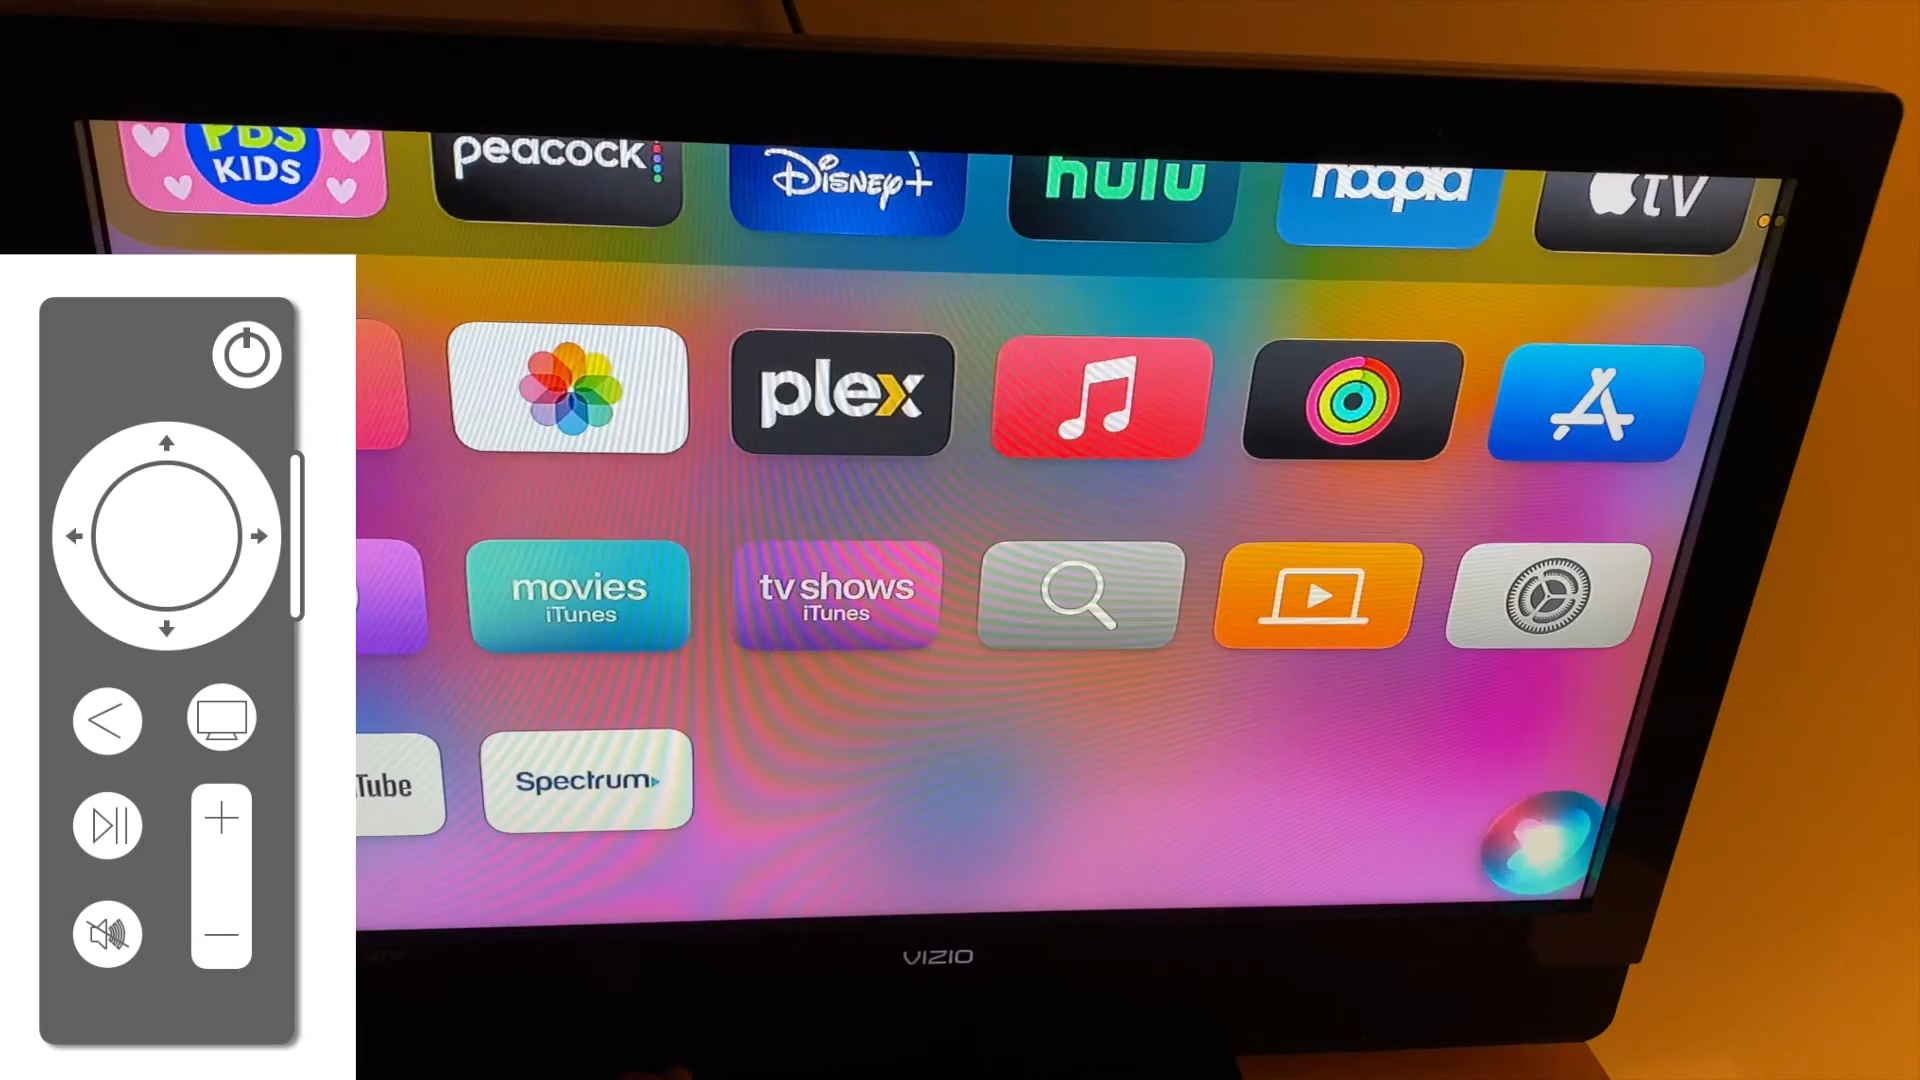 PBS
KIDS
peacock
Disney+
hulu
hoopla
tv
plex
movies
iTunes
tv shows
iTunes
Tube
Spectrum
VIZIO